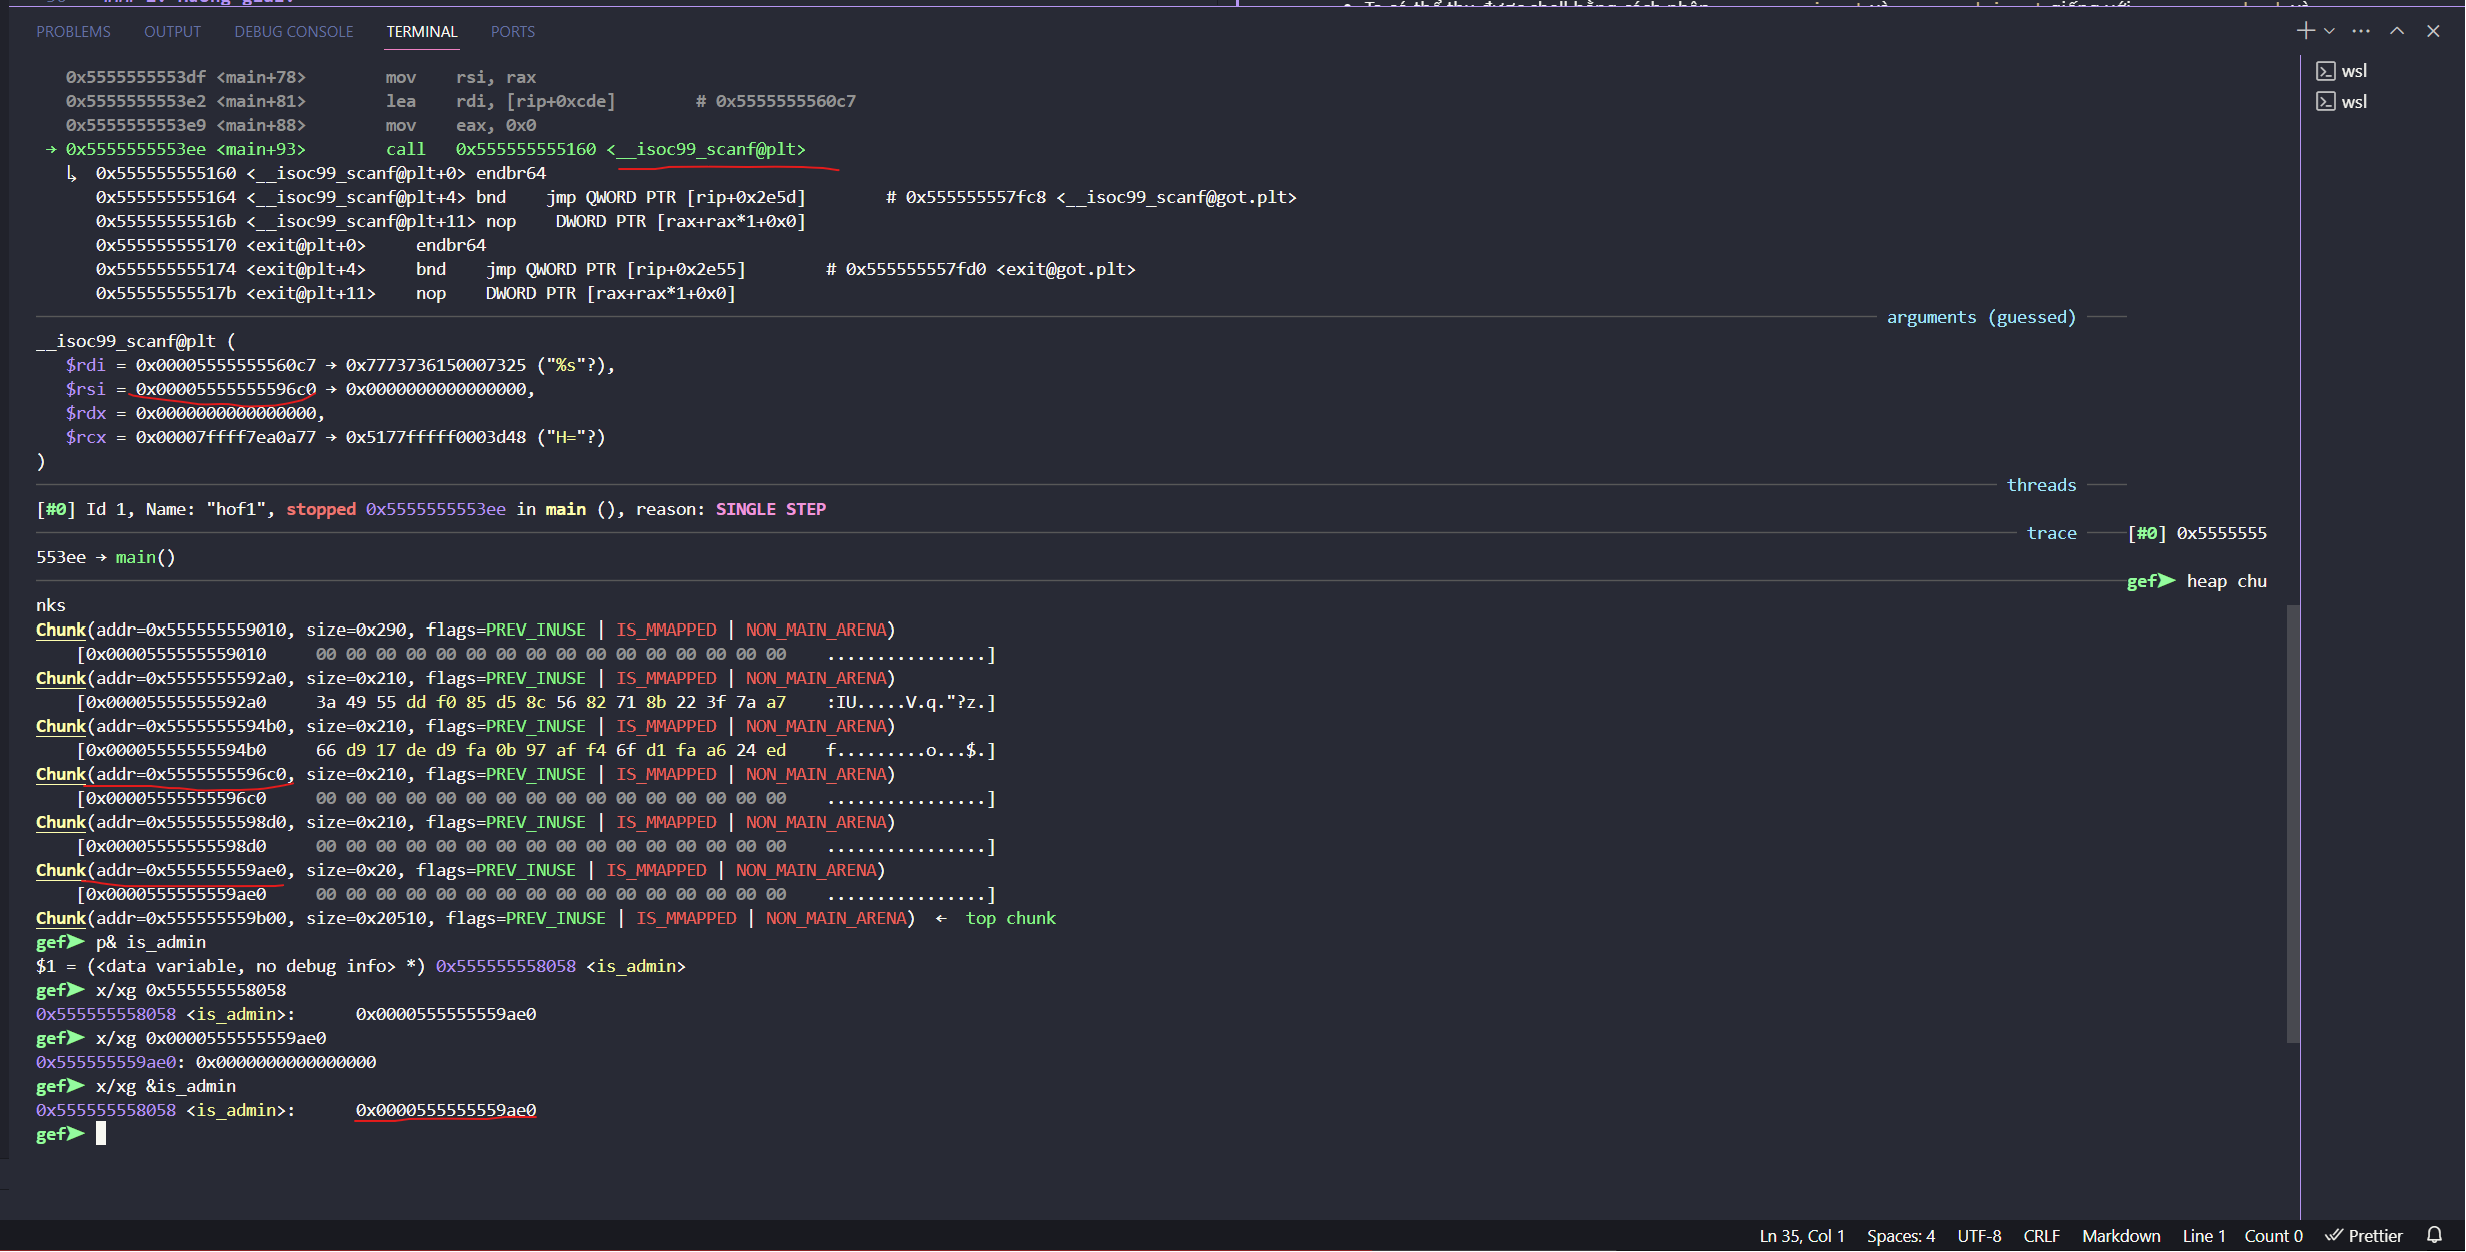 PROBLEMS OUTPUT DEBUG CONSOLE TERMINAL PORTS
wsl
wsl
0x5555555553df <main+78> mov rsi, rax
0x5555555553e2 <main+81> lea rdi, [rip+0xcde] # 0x5555555560c7
0x5555555553e9 <main+88> mov eax, 0x0
→ 0x5555555553ee <main+93> call 0x555555555160 <__isoc99_scanf@plt>
↳ 0x555555555160 <__isoc99_scanf@plt+0> endbr64
0x555555555164 <__isoc99_scanf@plt+4> bnd jmp QWORD PTR [rip+0x2e5d] # 0x555555557fc8 <__isoc99_scanf@got.plt>
0x55555555516b <__isoc99_scanf@plt+11> nop DWORD PTR [rax+rax*1+0x0]
0x555555555170 <exit@plt+0> endbr64
0x555555555174 <exit@plt+4> bnd jmp QWORD PTR [rip+0x2e55] # 0x555555557fd0 <exit@got.plt>
0x55555555517b <exit@plt+11> nop DWORD PTR [rax+rax*1+0x0]
arguments (guessed)
__isoc99_scanf@plt (
$rdi = 0x00005555555560c7 → 0x7773736150007325 ("%s"?),
$rsi = 0x00005555555596c0 → 0x0000000000000000,
$rdx = 0x0000000000000000,
$rcx = 0x00007ffff7ea0a77 → 0x5177fffff0003d48 ("H="?)
)
threads
[#0] Id 1, Name: "hof1", stopped 0x5555555553ee in main (), reason: SINGLE STEP
trace [#0] 0x5555555
553ee → main()
gef➤ heap chu
nks
Chunk(addr=0x555555559010, size=0x290, flags=PREV_INUSE | IS_MMAPPED | NON_MAIN_ARENA)
[0x0000555555559010 00 00 00 00 00 00 00 00 00 00 00 00 00 00 00 00 ................]
Chunk(addr=0x5555555592a0, size=0x210, flags=PREV_INUSE | IS_MMAPPED | NON_MAIN_ARENA)
[0x00005555555592a0 3a 49 55 dd f0 85 d5 8c 56 82 71 8b 22 3f 7a a7 :IU.....V.q."?z.]
Chunk(addr=0x5555555594b0, size=0x210, flags=PREV_INUSE | IS_MMAPPED | NON_MAIN_ARENA)
[0x00005555555594b0 66 d9 17 de d9 fa 0b 97 af f4 6f d1 fa a6 24 ed f.........o...$.]
Chunk(addr=0x5555555596c0, size=0x210, flags=PREV_INUSE | IS_MMAPPED | NON_MAIN_ARENA)
[0x00005555555596c0 00 00 00 00 00 00 00 00 00 00 00 00 00 00 00 00 ................]
Chunk(addr=0x5555555598d0, size=0x210, flags=PREV_INUSE | IS_MMAPPED | NON_MAIN_ARENA)
[0x00005555555598d0 00 00 00 00 00 00 00 00 00 00 00 00 00 00 00 00 ................]
Chunk(addr=0x555555559ae0, size=0x20, flags=PREV_INUSE | IS_MMAPPED | NON_MAIN_ARENA)
[0x0000555555559ae0 00 00 00 00 00 00 00 00 00 00 00 00 00 00 00 00 ................]
Chunk(addr=0x555555559b00, size=0x20510, flags=PREV_INUSE | IS_MMAPPED | NON_MAIN_ARENA) ← top chunk
gef➤ p& is_admin
$1 = (<data variable, no debug info> *) 0x555555558058 <is_admin>
gef➤ x/xg 0x555555558058
0x555555558058 <is_admin>: 0x0000555555559ae0
gef➤ x/xg 0x0000555555559ae0
0x555555559ae0: 0x0000000000000000
gef➤ x/xg &is_admin
0x555555558058 <is_admin>: 0x0000555555559ae0
gef➤
Ln 35, Col 1 Spaces: 4 UTF-8 CRLF Markdown Line 1 Count 0 Prettier